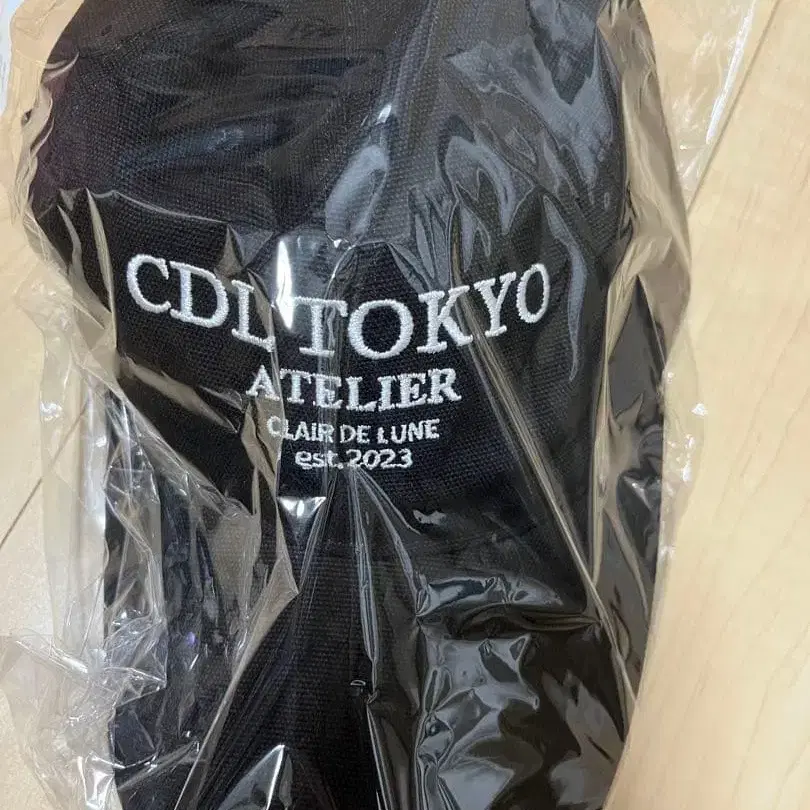 CDL TOKYO
ATELIER
CLAIR DE LUNE
est.2023